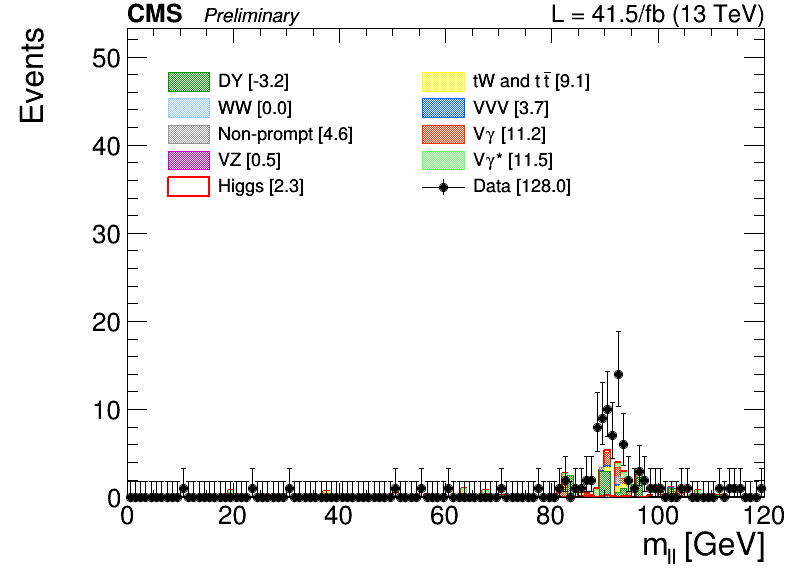 CMS Preliminary L = 41.5/fb (13 TeV)
Events
50
40
30
20
10
0
DY [-3.2]
WW [0.0]
Non-prompt [4.6]
VZ [0.5]
Higgs [2.3]
tW and tt̅ [9.1]
VVV [3.7]
Vγ [11.2]
Vγ* [11.5]
Data [128.0]
0 20 40 60 80 100 120
m_ll [GeV]